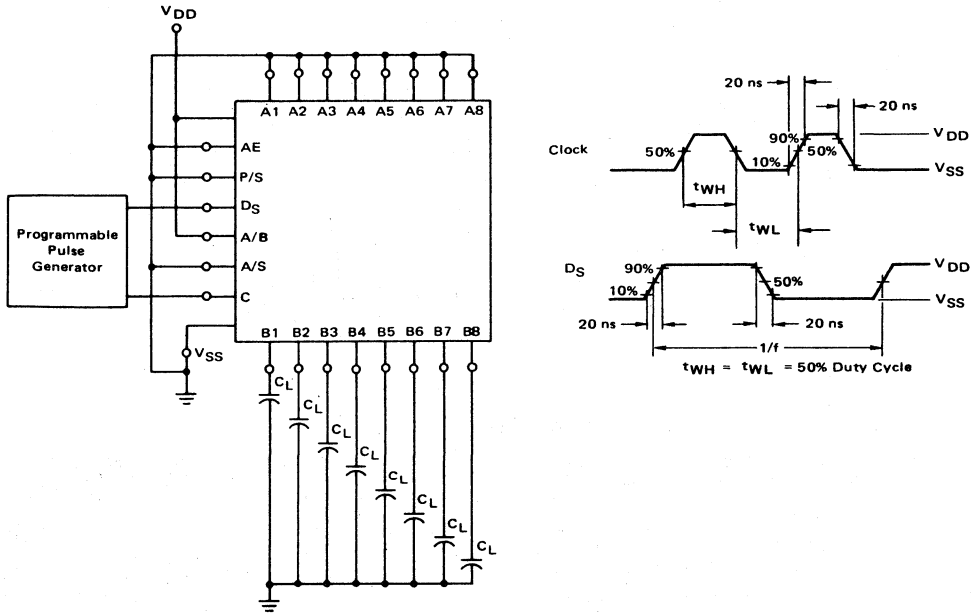 VDD
A1 A2 A3 A4 A5 A6 A7 A8
AE
P/S
DS
A/B
A/S
C
Programmable
Pulse
Generator
B1 B2 B3 B4 B5 B6 B7 B8
VSS
CL
CL
CL
CL
CL
CL
CL
CL
20 ns
20 ns
Clock
50%
90%
10%
50%
VDD
VSS
tWH
tWL
DS
90%
10%
50%
VDD
VSS
20 ns
20 ns
1/f
tWH = tWL = 50% Duty Cycle